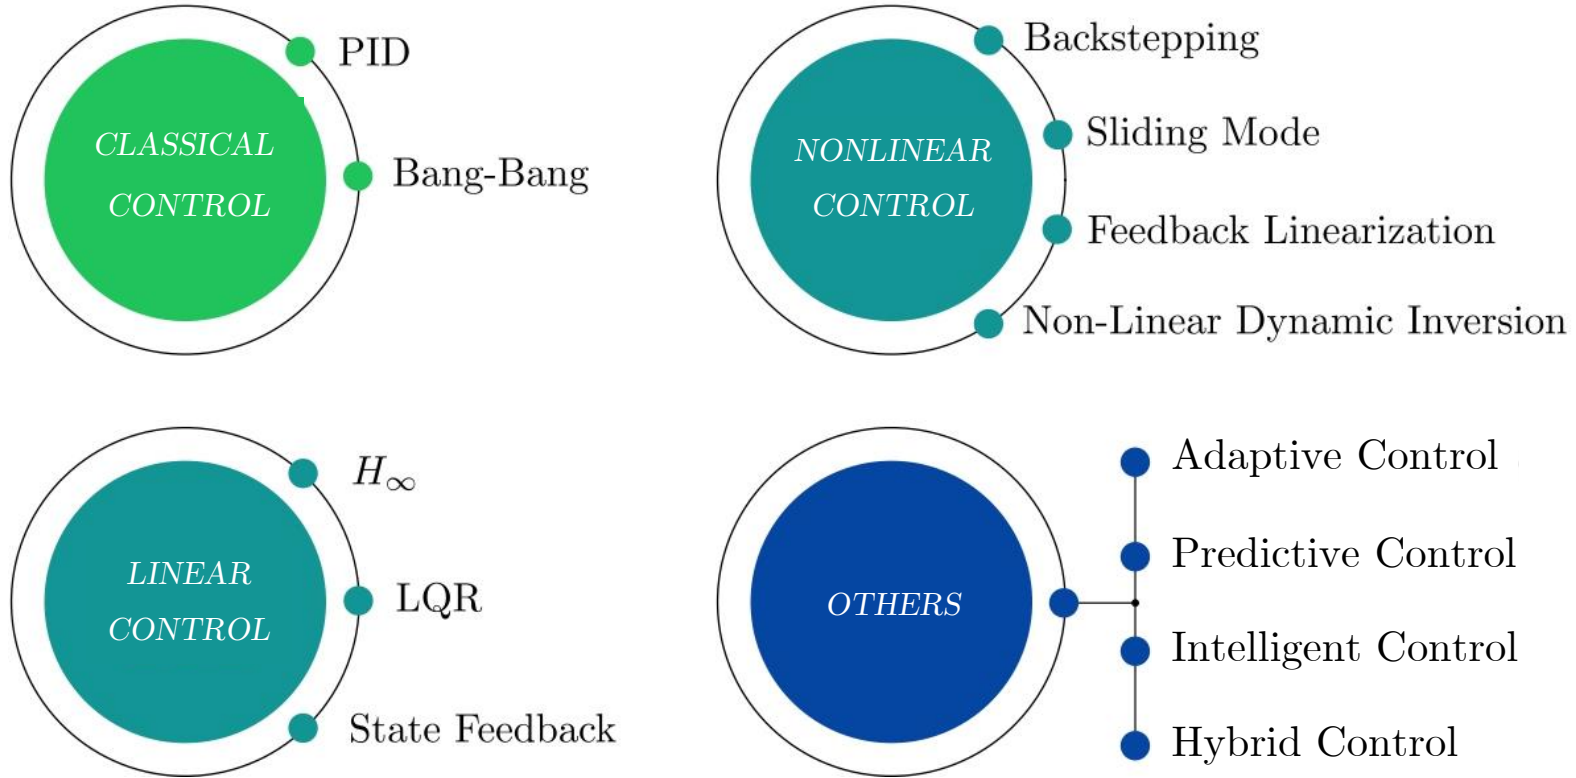 CLASSICAL
CONTROL
PID
Bang-Bang
NONLINEAR
CONTROL
Backstepping
Sliding Mode
Feedback Linearization
Non-Linear Dynamic Inversion
LINEAR
CONTROL
H∞
LQR
State Feedback
OTHERS
Adaptive Control
Predictive Control
Intelligent Control
Hybrid Control